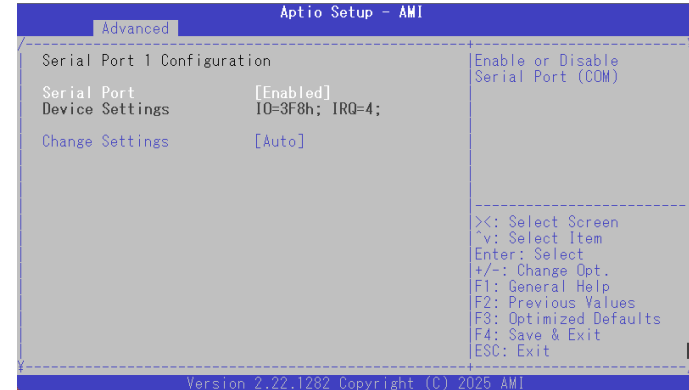 Aptio Setup - AMI
Advanced
Serial Port 1 Configuration
Serial Port [Enabled]
Device Settings IO=3F8h; IRQ=4;
Change Settings [Auto]
Enable or Disable
Serial Port (COM)
><: Select Screen
^v: Select Item
Enter: Select
+/-: Change Opt.
F1: General Help
F2: Previous Values
F3: Optimized Defaults
F4: Save & Exit
ESC: Exit
Version 2.22.1282 Copyright (C) 2025 AMI